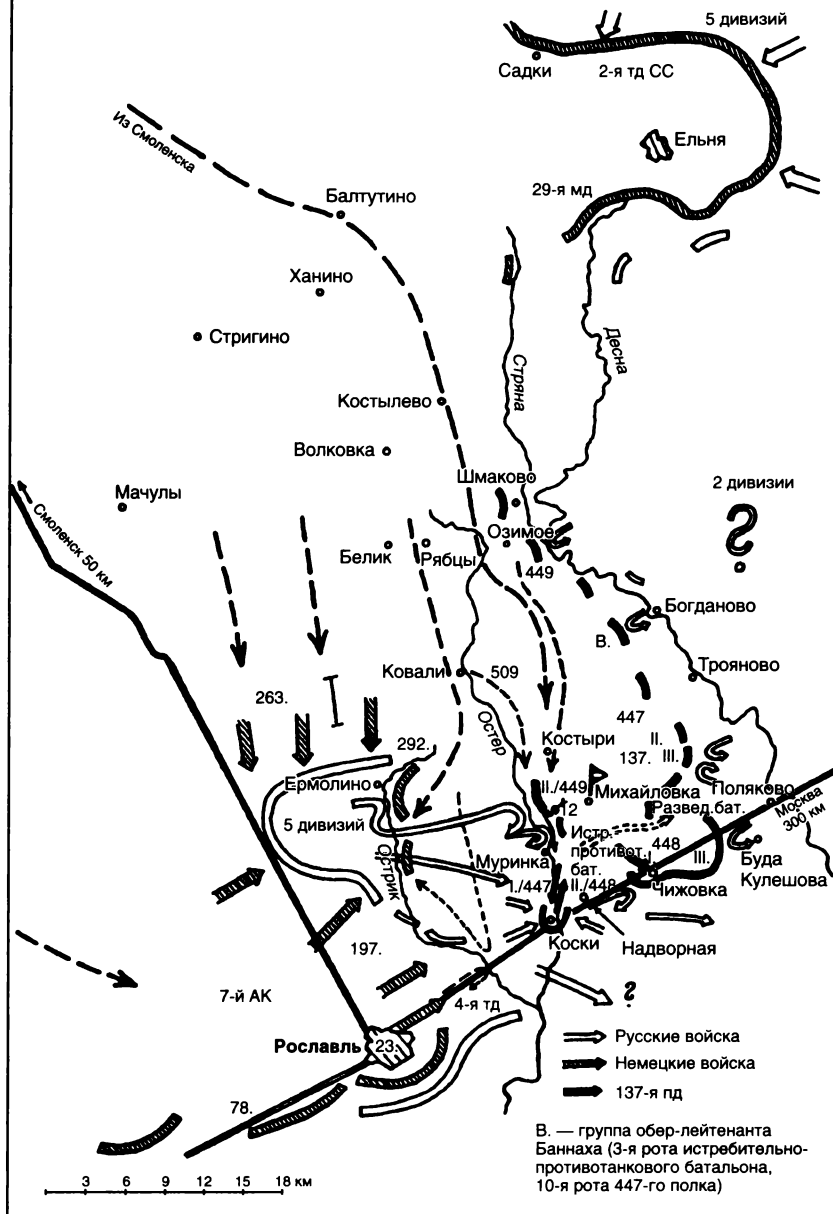 5 дивизий
Садки
2-я тд СС
Ельня
29-я мд
Из Смоленска
Балтутино
Ханино
Стригино
Стряна
Десна
Костылево
Волковка
Шмаково
2 дивизии
?
Мачулы
Смоленск 50 км
Озимое
Белик
Рябцы
449
Богданово
В.
Трояново
Ковали
509
263.
447
Остер
II.
137.
III.
292.
Костыри
Ермолино
II./449
Михайловка
Поляково
Москва
300 км
12
Развед. бат.
5 дивизий
Истр.
противот.
бат.
448
I.
III.
Острик
Муринка
Буда
Кулешова
I./447
II./448
Чижовка
Коски
Надворная
197.
7-й АК
4-я тд
?
Рославль
23.
78.
Русские войска
Немецкие войска
137-я пд
В. — группа обер-лейтенанта
Баннаха (3-я рота истребительно-
противотанкового батальона,
10-я рота 447-го полка)
3 6 9 12 15 18 км